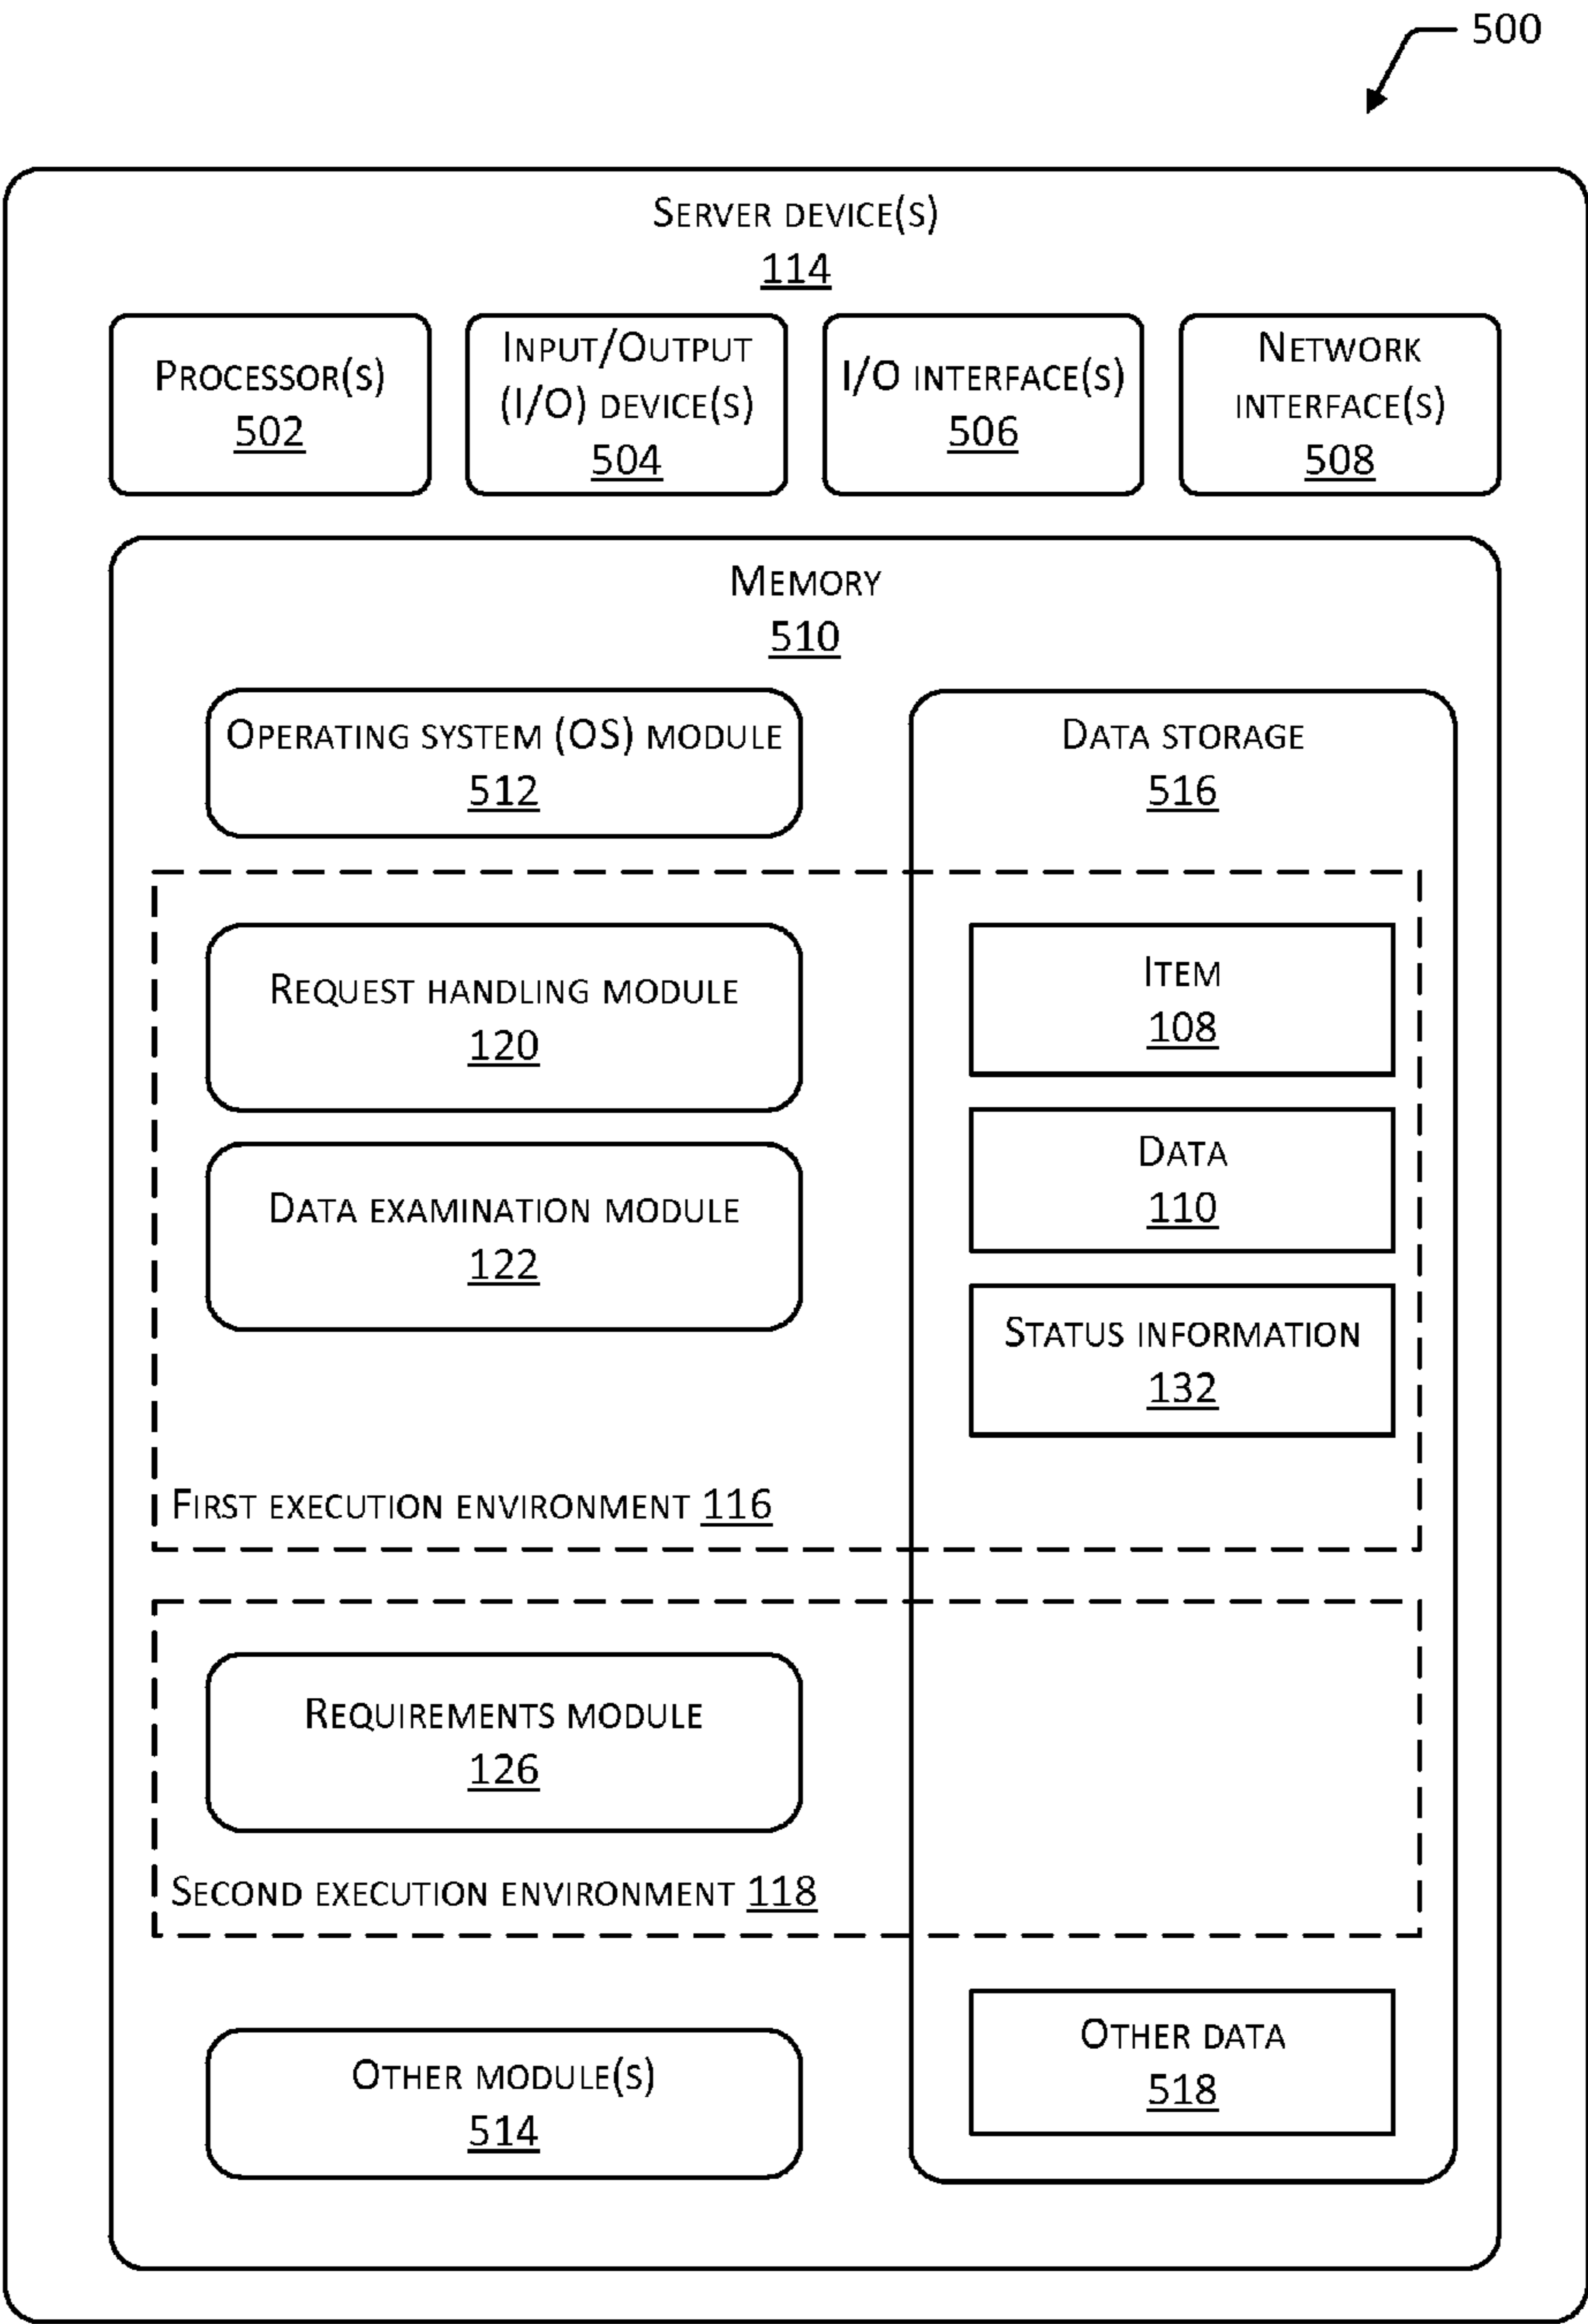 500
Server device(s)
114
Processor(s)
502
Input/Output
(I/O) device(s)
504
I/O interface(s)
506
Network
interface(s)
508
Memory
510
Operating system (OS) module
512
Data storage
516
Request handling module
120
Item
108
Data
110
Data examination module
122
Status information
132
First execution environment 116
Requirements module
126
Second execution environment 118
Other module(s)
514
Other data
518